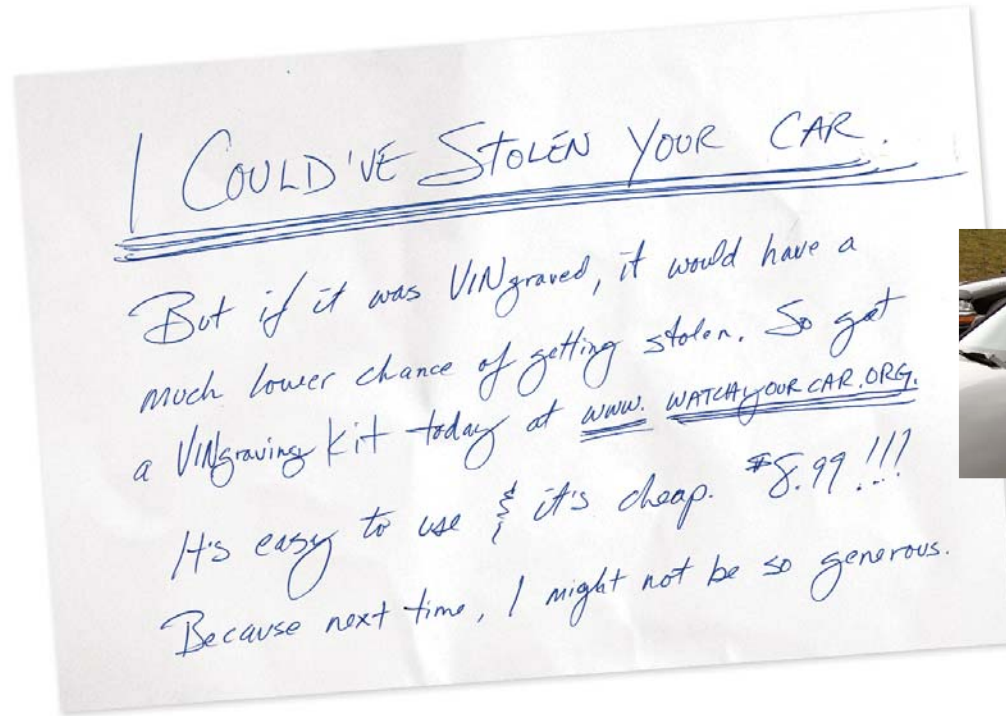 I COULD'VE STOLEN YOUR CAR.
But if it was VINgraved, it would have a
much lower chance of getting stolen. So get
a VINgraving kit today at www. WATCHYOURCAR.ORG.
It's easy to use & it's cheap. $8.99!!!
Because next time, I might not be so generous.